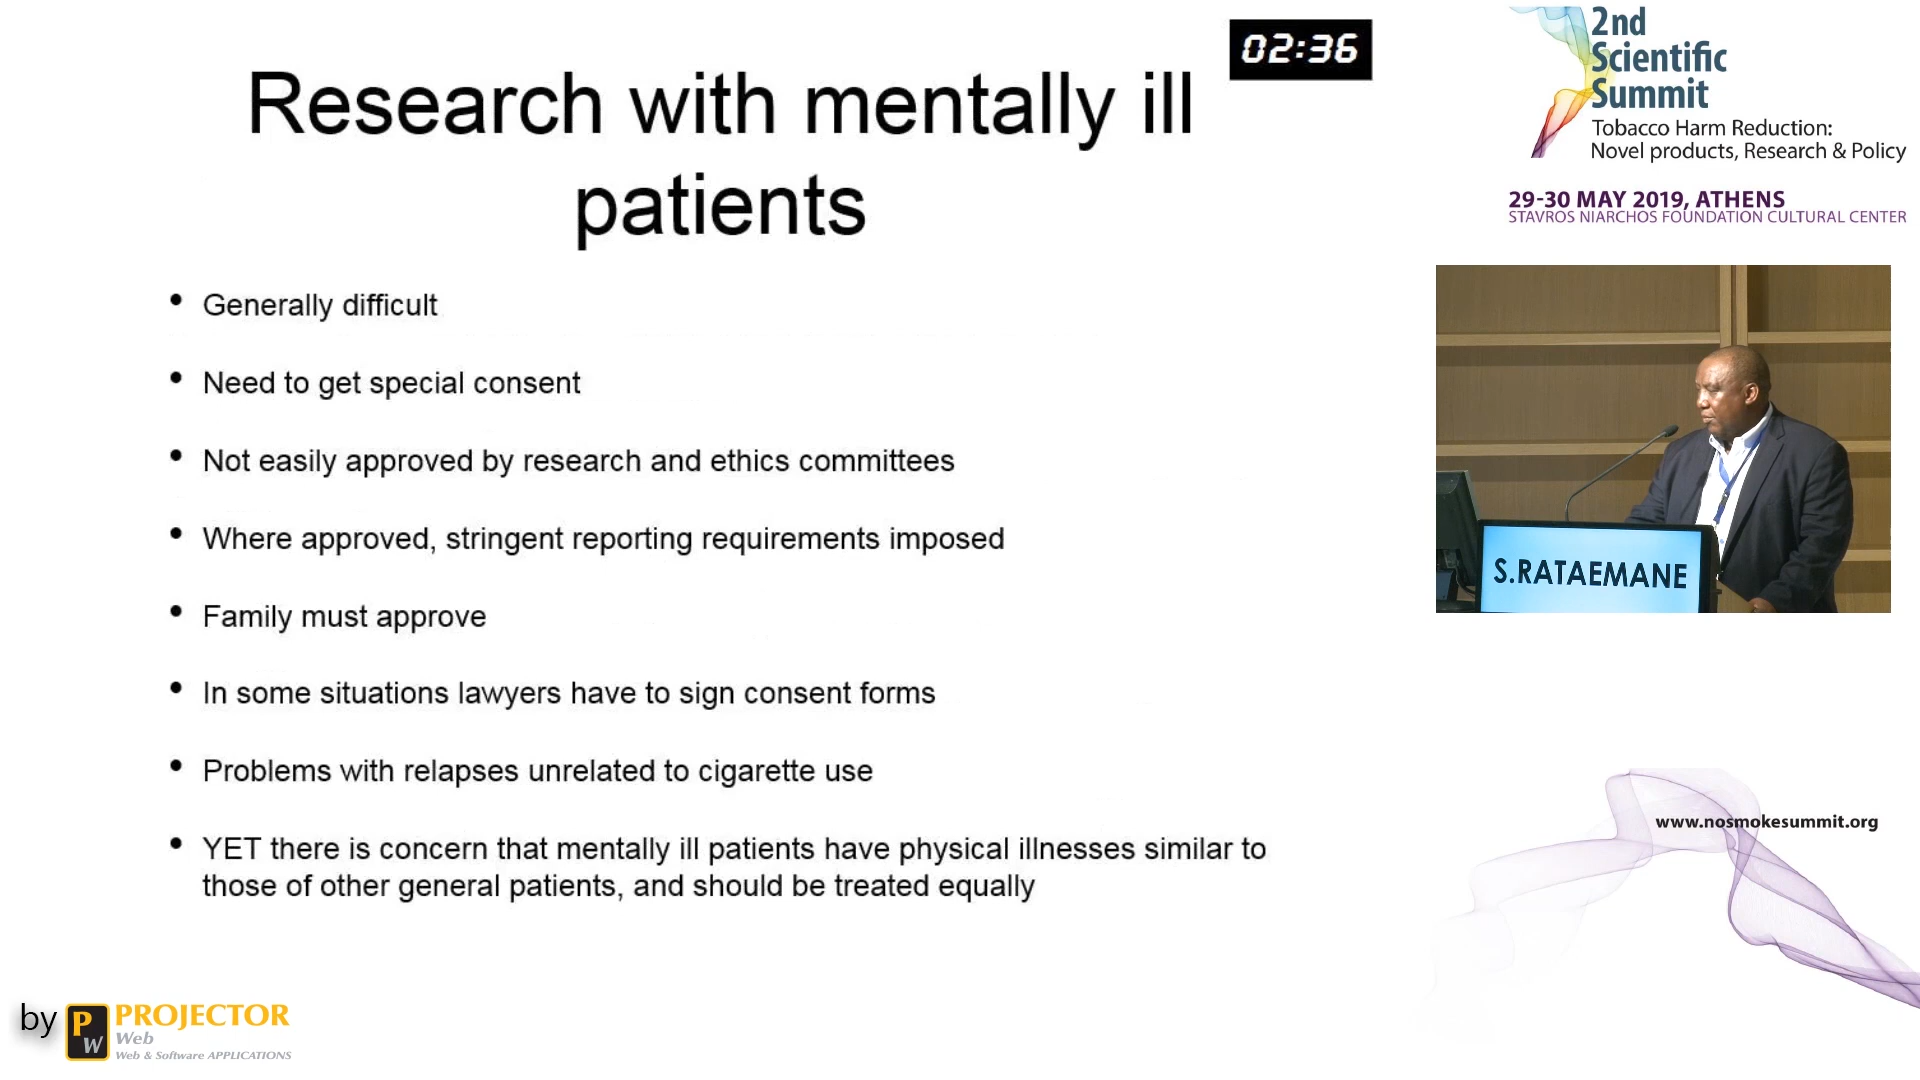 Research with mentally ill
patients
02:36
• Generally difficult
• Need to get special consent
• Not easily approved by research and ethics committees
• Where approved, stringent reporting requirements imposed
• Family must approve
• In some situations lawyers have to sign consent forms
• Problems with relapses unrelated to cigarette use
• YET there is concern that mentally ill patients have physical illnesses similar to
those of other general patients, and should be treated equally
2nd
Scientific
Summit
Tobacco Harm Reduction:
Novel products, Research & Policy
29-30 MAY 2019, ATHENS
STAVROS NIARCHOS FOUNDATION CULTURAL CENTER
S.RATAEMANE
www.nosmokesummit.org
by PW PROJECTOR
Web
Web & Software APPLICATIONS